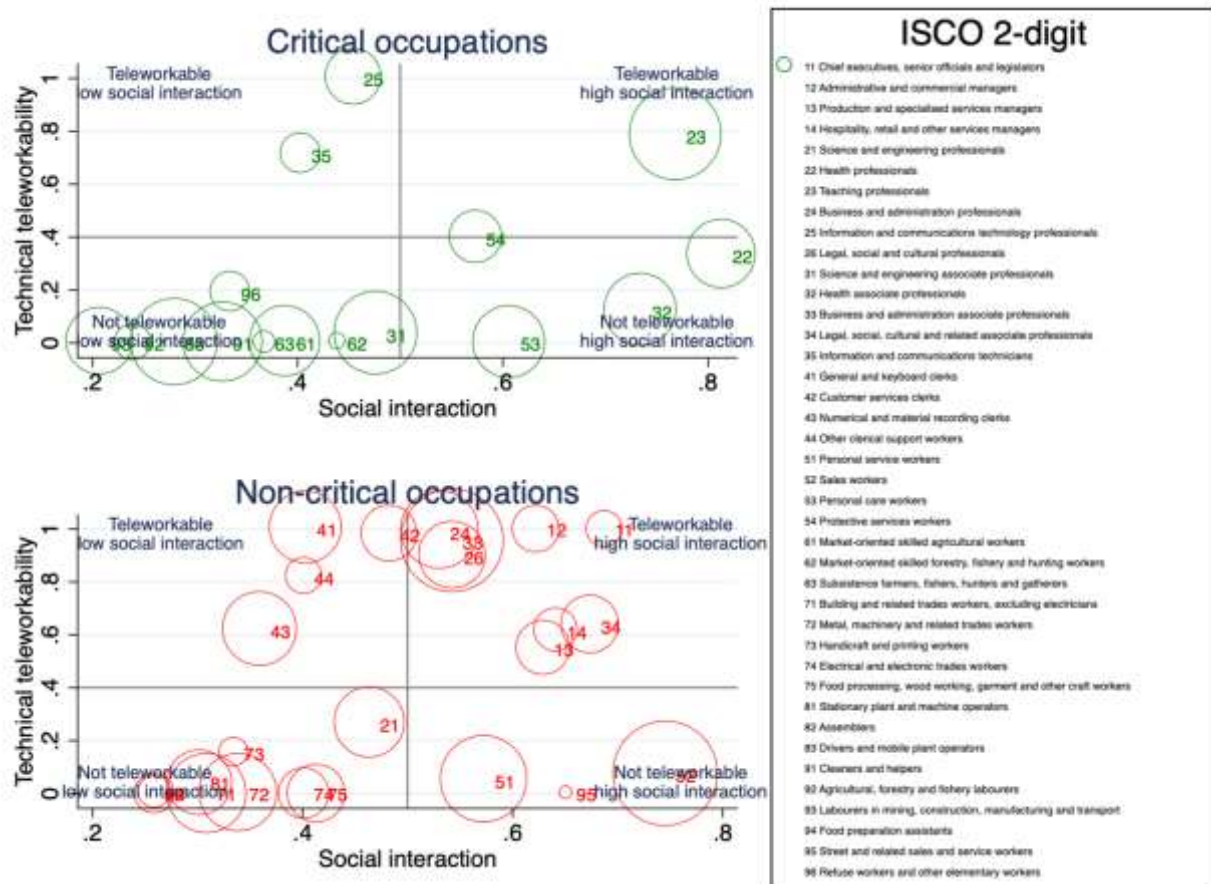 Critical occupations
Teleworkable
low social interaction
Teleworkable
high social interaction
Technical teleworkability
1
.8
.6
.4
.2
0
25
23
35
54
22
96
32
Not teleworkable
low social interaction
Not teleworkable
high social interaction
91
63
61
62
31
53
.2
.4
.6
.8
Social interaction
Non-critical occupations
Teleworkable
low social interaction
Teleworkable
high social interaction
Technical teleworkability
1
.8
.6
.4
.2
0
41
42
24
33
26
12
11
44
43
14
34
13
21
73
Not teleworkable
low social interaction
Not teleworkable
high social interaction
81
71
72
74
75
51
95
52
.2
.4
.6
.8
Social interaction
ISCO 2-digit
11 Chief executives, senior officials and legislators
12 Administrative and commercial managers
13 Production and specialised services managers
14 Hospitality, retail and other services managers
21 Science and engineering professionals
22 Health professionals
23 Teaching professionals
24 Business and administration professionals
25 Information and communications technology professionals
26 Legal, social and cultural professionals
31 Science and engineering associate professionals
32 Health associate professionals
33 Business and administration associate professionals
34 Legal, social, cultural and related associate professionals
35 Information and communications technicians
41 General and keyboard clerks
42 Customer services clerks
43 Numerical and material recording clerks
44 Other clerical support workers
51 Personal service workers
52 Sales workers
53 Personal care workers
54 Protective services workers
61 Market-oriented skilled agricultural workers
62 Market-oriented skilled forestry, fishery and hunting workers
63 Subsistence farmers, fishers, hunters and gatherers
71 Building and related trades workers, excluding electricians
72 Metal, machinery and related trades workers
73 Handicraft and printing workers
74 Electrical and electronic trades workers
75 Food processing, wood working, garment and other craft workers
81 Stationary plant and machine operators
82 Assemblers
83 Drivers and mobile plant operators
91 Cleaners and helpers
92 Agricultural, forestry and fishery labourers
93 Labourers in mining, construction, manufacturing and transport
94 Food preparation assistants
95 Street and related sales and service workers
96 Refuse workers and other elementary workers